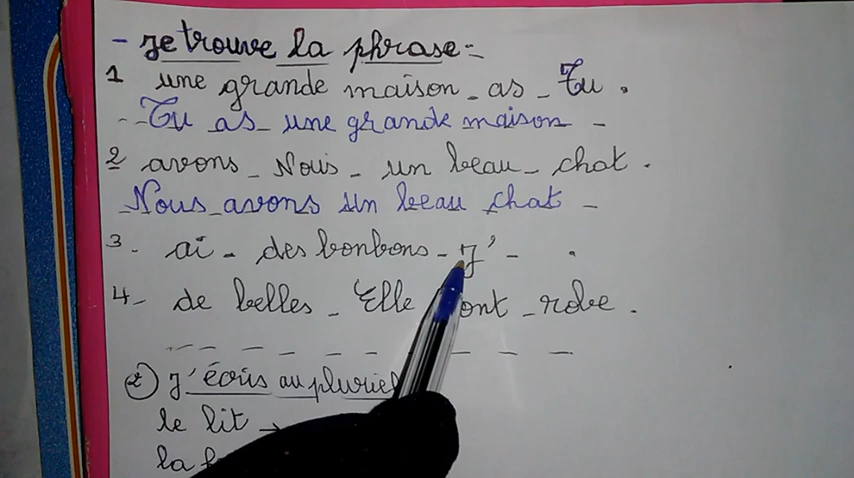 - Je trouve la phrase:-
1 une grande maison - as - Tu .
- Tu as une grande maison -
2 avons - Nous - un beau - chat .
- Nous avons un beau chat -
3 - ai - des bonbons - J' - .
4 - de belles - Elle ont - robe .
2 J'écris au pluriel
le lit →
la